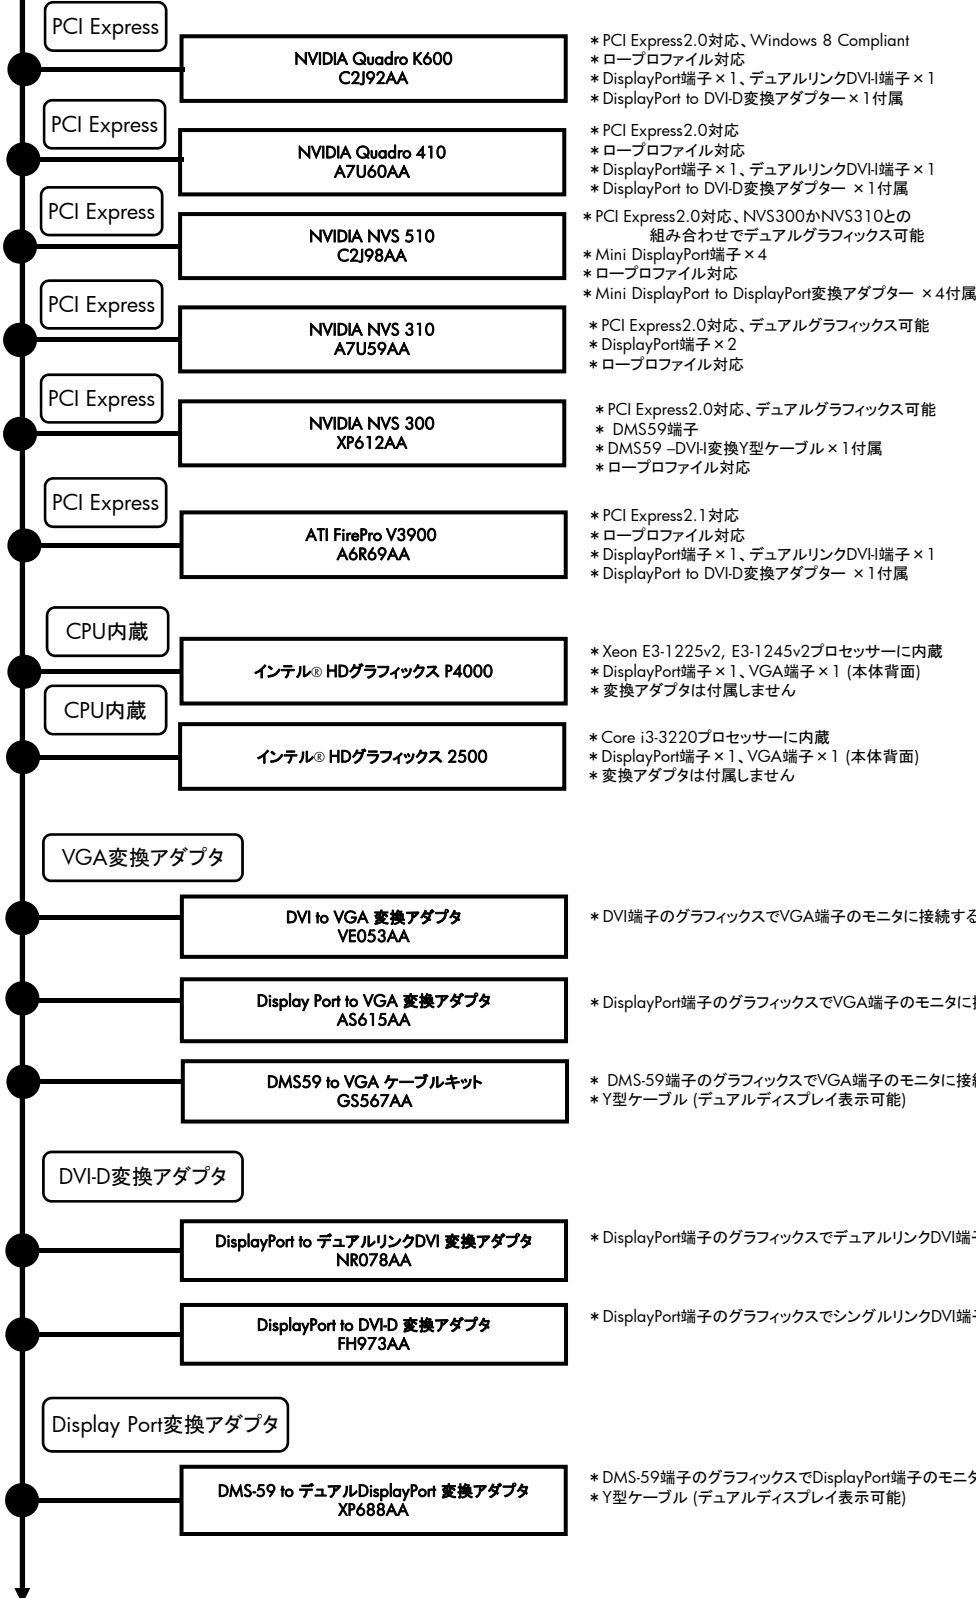 PCI Express
NVIDIA Quadro K600
C2J92AA
＊PCI Express2.0対応、Windows 8 Compliant
＊ロープロファイル対応
＊DisplayPort端子×1、デュアルリンクDVI-I端子×1
＊DisplayPort to DVI-D変換アダプター×1付属
PCI Express
NVIDIA Quadro 410
A7U60AA
＊PCI Express2.0対応
＊ロープロファイル対応
＊DisplayPort端子×1、デュアルリンクDVI-I端子×1
＊DisplayPort to DVI-D変換アダプター ×1付属
PCI Express
NVIDIA NVS 510
C2J98AA
＊PCI Express2.0対応、NVS300かNVS310との
組み合わせでデュアルグラフィックス可能
＊Mini DisplayPort端子×4
＊ロープロファイル対応
＊Mini DisplayPort to DisplayPort変換アダプター ×4付属
PCI Express
NVIDIA NVS 310
A7U59AA
＊PCI Express2.0対応、デュアルグラフィックス可能
＊DisplayPort端子×2
＊ロープロファイル対応
PCI Express
NVIDIA NVS 300
XP612AA
＊PCI Express2.0対応、デュアルグラフィックス可能
＊ DMS59端子
＊DMS59 –DVI-I変換Y型ケーブル×1付属
＊ロープロファイル対応
PCI Express
ATI FirePro V3900
A6R69AA
＊PCI Express2.1対応
＊ロープロファイル対応
＊DisplayPort端子×1、デュアルリンクDVI-I端子×1
＊DisplayPort to DVI-D変換アダプター ×1付属
CPU内蔵
インテル® HDグラフィックス P4000
＊Xeon E3-1225v2, E3-1245v2プロセッサーに内蔵
＊DisplayPort端子×1、VGA端子×1 (本体背面)
＊変換アダプタは付属しません
CPU内蔵
インテル® HDグラフィックス 2500
＊Core i3-3220プロセッサーに内蔵
＊DisplayPort端子×1、VGA端子×1 (本体背面)
＊変換アダプタは付属しません
VGA変換アダプタ
DVI to VGA 変換アダプタ
VE053AA
＊DVI端子のグラフィックスでVGA端子のモニタに接続する
Display Port to VGA 変換アダプタ
AS615AA
＊DisplayPort端子のグラフィックスでVGA端子のモニタに
DMS59 to VGA ケーブルキット
GS567AA
＊ DMS-59端子のグラフィックスでVGA端子のモニタに接続
＊Y型ケーブル (デュアルディスプレイ表示可能)
DVI-D変換アダプタ
DisplayPort to デュアルリンクDVI 変換アダプタ
NR078AA
＊DisplayPort端子のグラフィックスでデュアルリンクDVI端子
DisplayPort to DVI-D 変換アダプタ
FH973AA
＊DisplayPort端子のグラフィックスでシングルリンクDVI端子
Display Port変換アダプタ
DMS-59 to デュアルDisplayPort 変換アダプタ
XP688AA
＊DMS-59端子のグラフィックスでDisplayPort端子のモニタ
＊Y型ケーブル (デュアルディスプレイ表示可能)